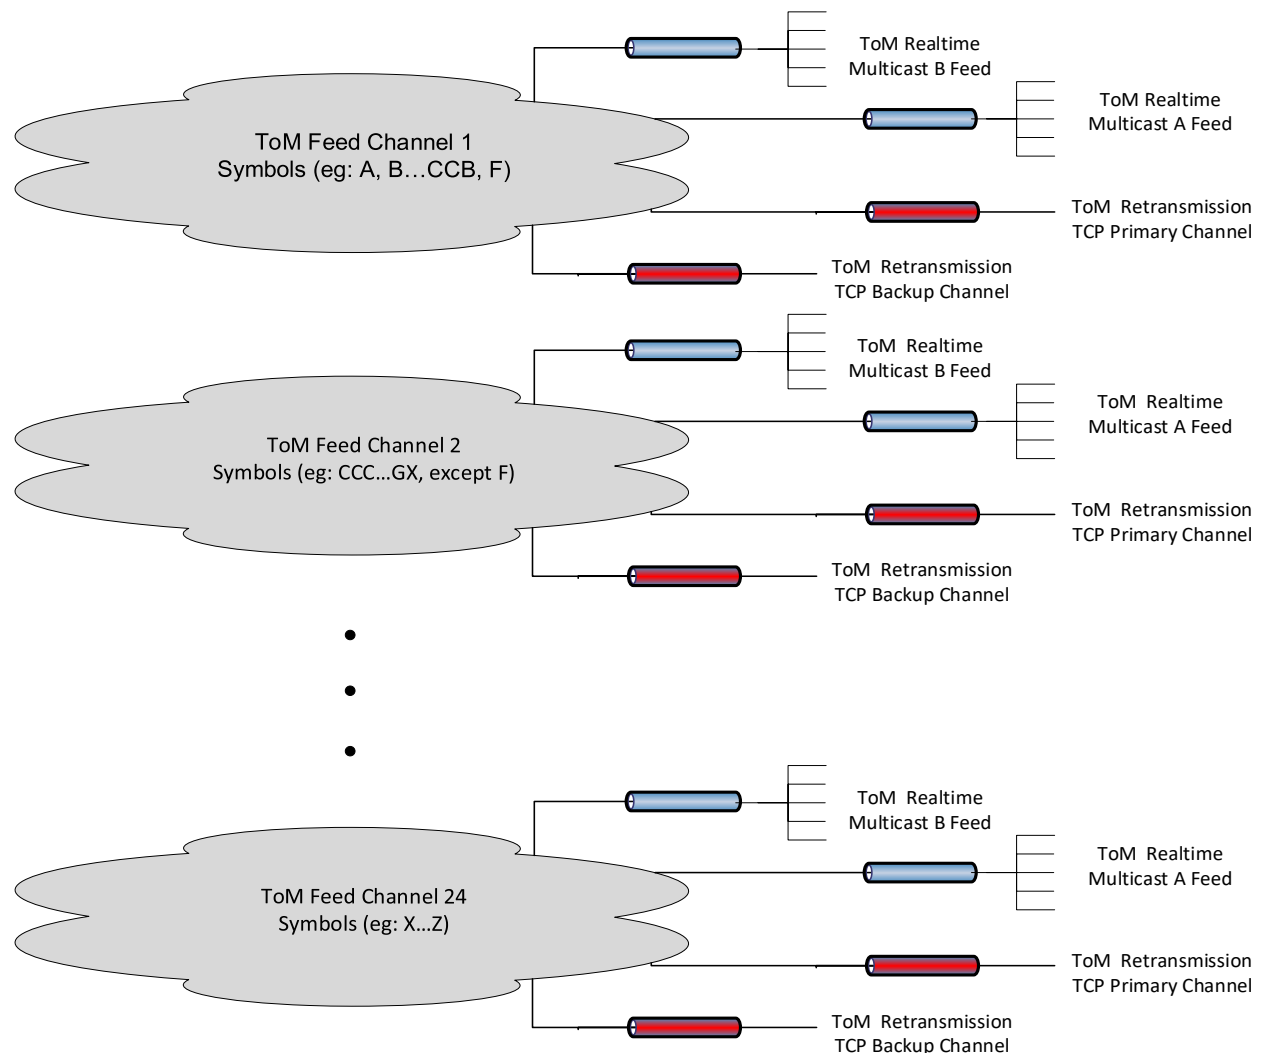 ToM Realtime
Multicast B Feed
ToM Realtime
Multicast A Feed
ToM Feed Channel 1
Symbols (eg: A, B…CCB, F)
ToM Retransmission
TCP Primary Channel
ToM Retransmission
TCP Backup Channel
ToM Realtime
Multicast B Feed
ToM Realtime
Multicast A Feed
ToM Feed Channel 2
Symbols (eg: CCC…GX, except F)
ToM Retransmission
TCP Primary Channel
ToM Retransmission
TCP Backup Channel
ToM Realtime
Multicast B Feed
ToM Realtime
Multicast A Feed
ToM Feed Channel 24
Symbols (eg: X…Z)
ToM Retransmission
TCP Primary Channel
ToM Retransmission
TCP Backup Channel